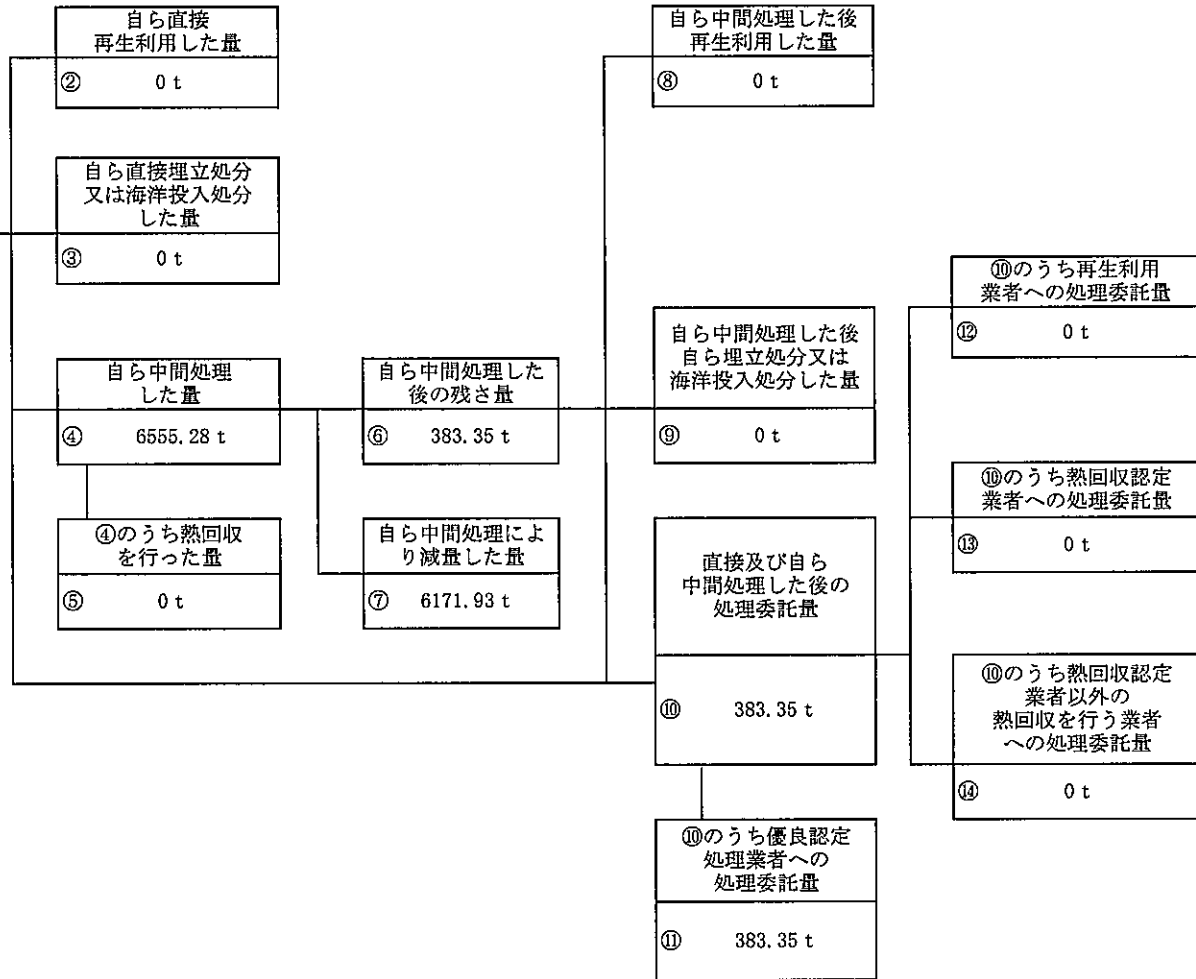 自ら直接
再生利用した量
② 0 t
自ら中間処理した後
再生利用した量
⑧ 0 t
自ら直接埋立処分
又は海洋投入処分
した量
③ 0 t
⑩のうち再生利用
業者への処理委託量
⑫ 0 t
自ら中間処理
した量
④ 6555.28 t
自ら中間処理した
後の残さ量
⑥ 383.35 t
自ら中間処理した後
自ら埋立処分又は
海洋投入処分した量
⑨ 0 t
⑩のうち熱回収認定
業者への処理委託量
⑬ 0 t
④のうち熱回収
を行った量
⑤ 0 t
自ら中間処理によ
り減量した量
⑦ 6171.93 t
直接及び自ら
中間処理した後の
処理委託量
⑩ 383.35 t
⑩のうち熱回収認定
業者以外の
熱回収を行う業者
への処理委託量
⑭ 0 t
⑩のうち優良認定
処理業者への
処理委託量
⑪ 383.35 t